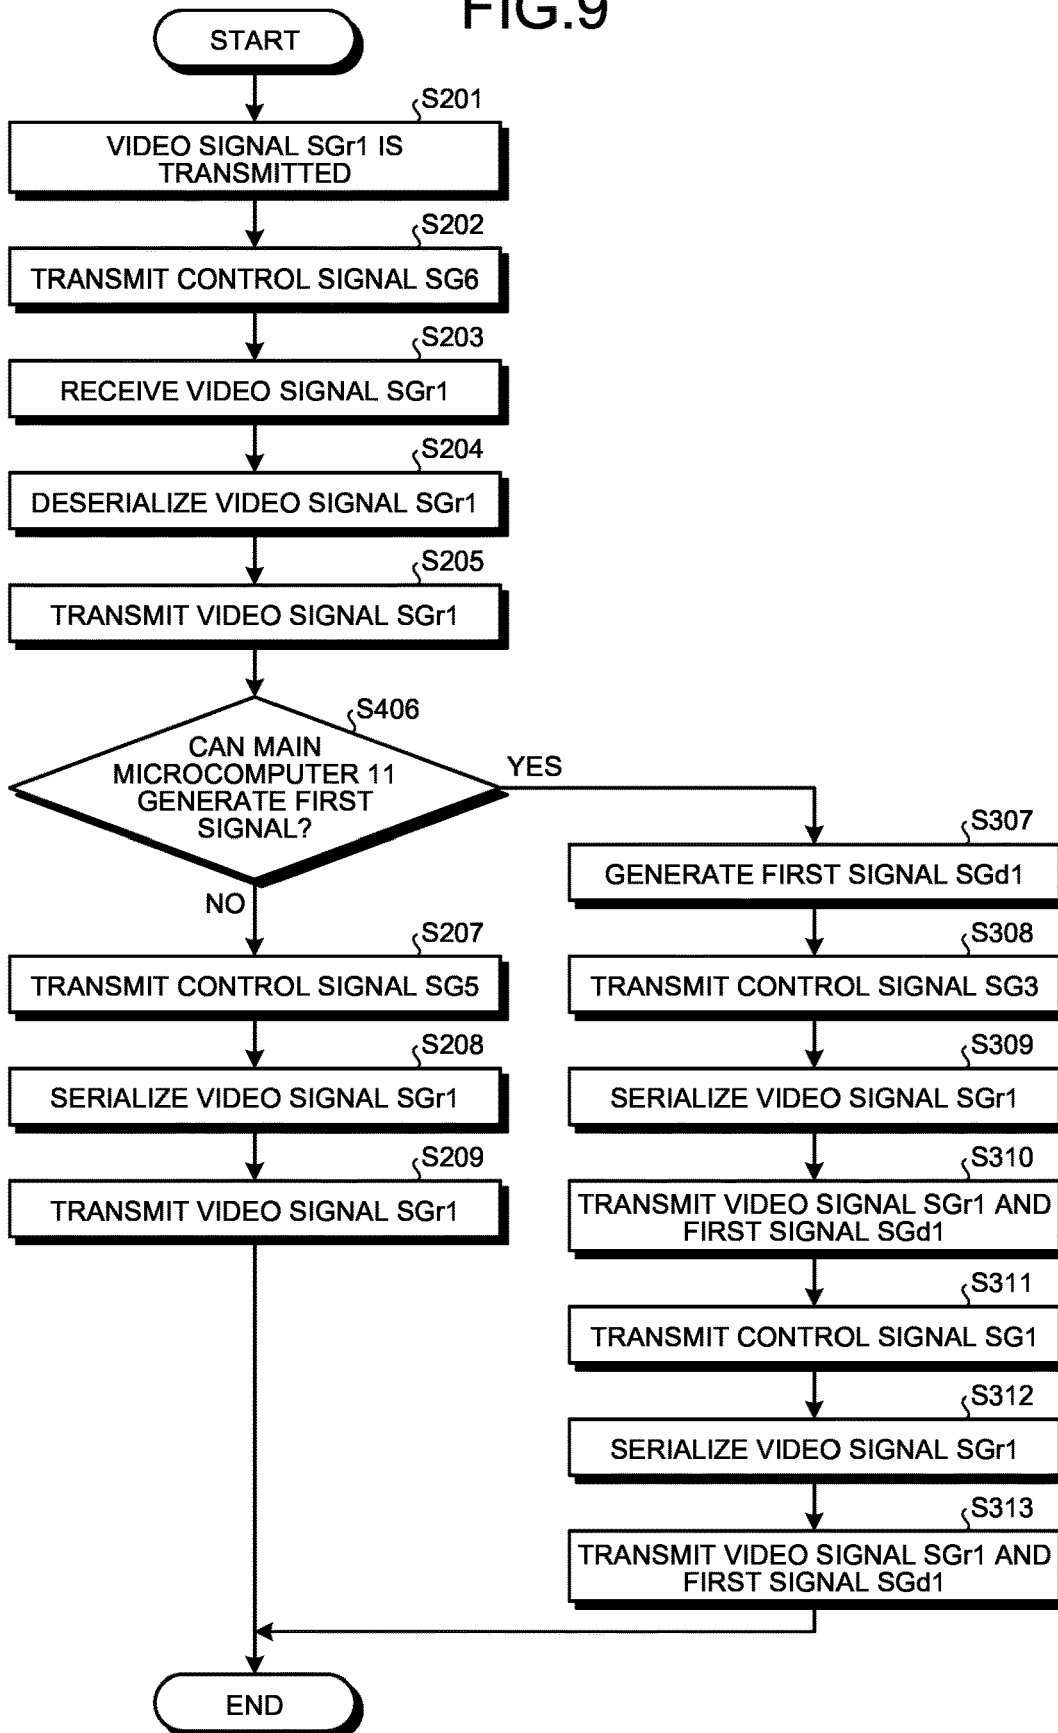 FIG.9
START
S201
VIDEO SIGNAL SGr1 IS
TRANSMITTED
S202
TRANSMIT CONTROL SIGNAL SG6
S203
RECEIVE VIDEO SIGNAL SGr1
S204
DESERIALIZE VIDEO SIGNAL SGr1
S205
TRANSMIT VIDEO SIGNAL SGr1
S406
CAN MAIN
MICROCOMPUTER 11
GENERATE FIRST
SIGNAL?
YES
NO
S207
TRANSMIT CONTROL SIGNAL SG5
S208
SERIALIZE VIDEO SIGNAL SGr1
S209
TRANSMIT VIDEO SIGNAL SGr1
S307
GENERATE FIRST SIGNAL SGd1
S308
TRANSMIT CONTROL SIGNAL SG3
S309
SERIALIZE VIDEO SIGNAL SGr1
S310
TRANSMIT VIDEO SIGNAL SGr1 AND
FIRST SIGNAL SGd1
S311
TRANSMIT CONTROL SIGNAL SG1
S312
SERIALIZE VIDEO SIGNAL SGr1
S313
TRANSMIT VIDEO SIGNAL SGr1 AND
FIRST SIGNAL SGd1
END